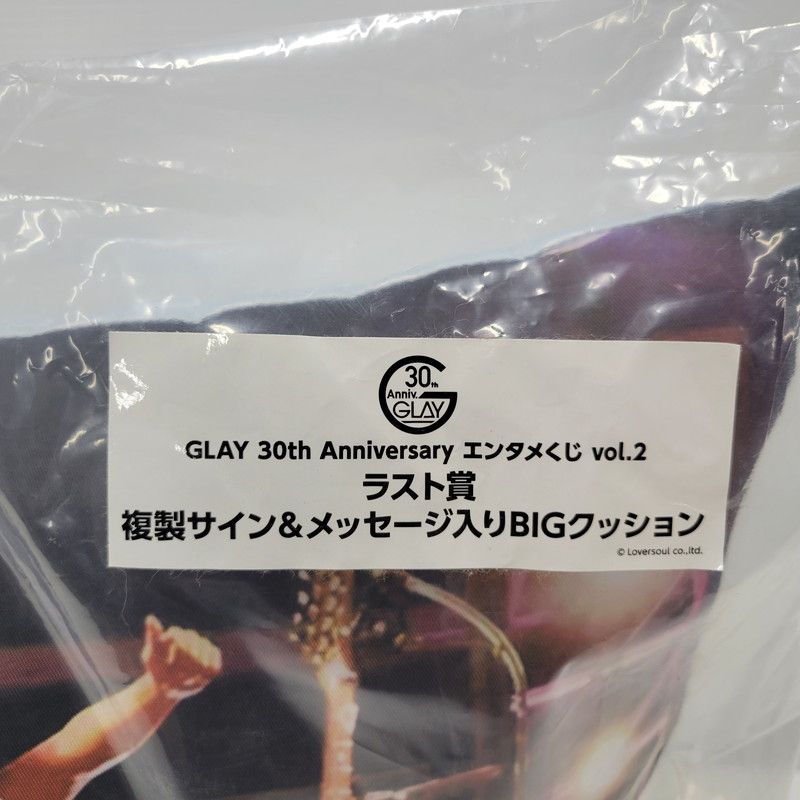 30th
Anniv.
GLAY
GLAY 30th Anniversary エンタメくじ vol.2
ラスト賞
複製サイン&メッセージ入りBIGクッション
© Loversoul co.,ltd.